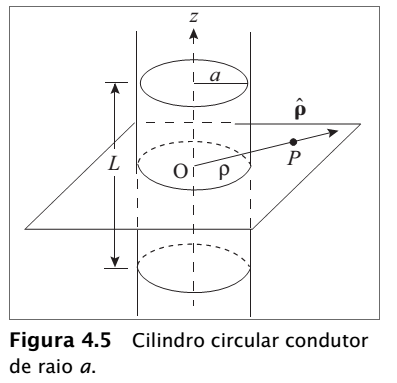 z
a
ρ̂
L
O
ρ
P
Figura 4.5 Cilindro circular condutor
de raio a.